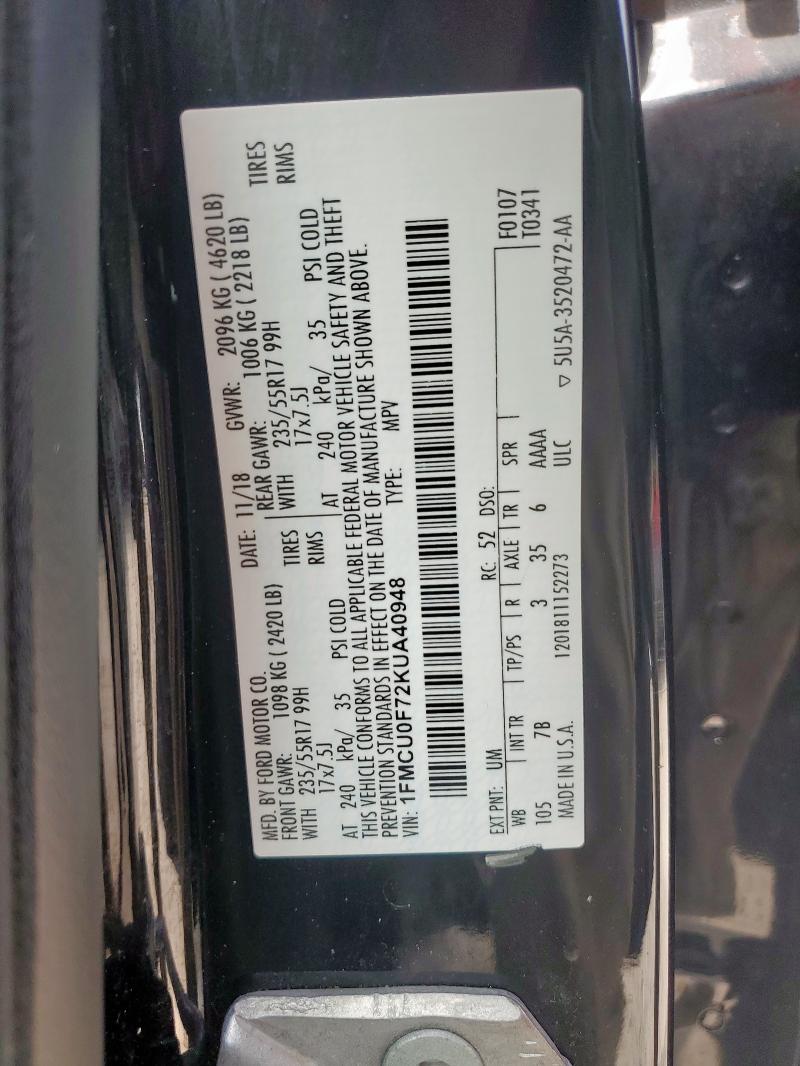 MFD. BY FORD MOTOR CO.
DATE: 11/18 GVWR: 2096 KG ( 4620 LB)
FRONT GAWR: 1098 KG ( 2420 LB) REAR GAWR: 1006 KG ( 2218 LB)
WITH 235/55R17 99H TIRES WITH 235/55R17 99H TIRES
17x7.5J RIMS 17x7.5J RIMS
AT 240 kPa/ 35 PSI COLD AT 240 kPa/ 35 PSI COLD
THIS VEHICLE CONFORMS TO ALL APPLICABLE FEDERAL MOTOR VEHICLE SAFETY AND THEFT
PREVENTION STANDARDS IN EFFECT ON THE DATE OF MANUFACTURE SHOWN ABOVE.
VIN: 1FMCU0F72KUA40948 TYPE: MPV
EXT PNT: UM RC: 52 DSO: F0107
WB INT TR TP/PS R AXLE TR SPR T0341
105 7B 3 35 6 AAAA
MADE IN U.S.A. 1201811152273 ULC ▽ 5U5A-3520472-AA